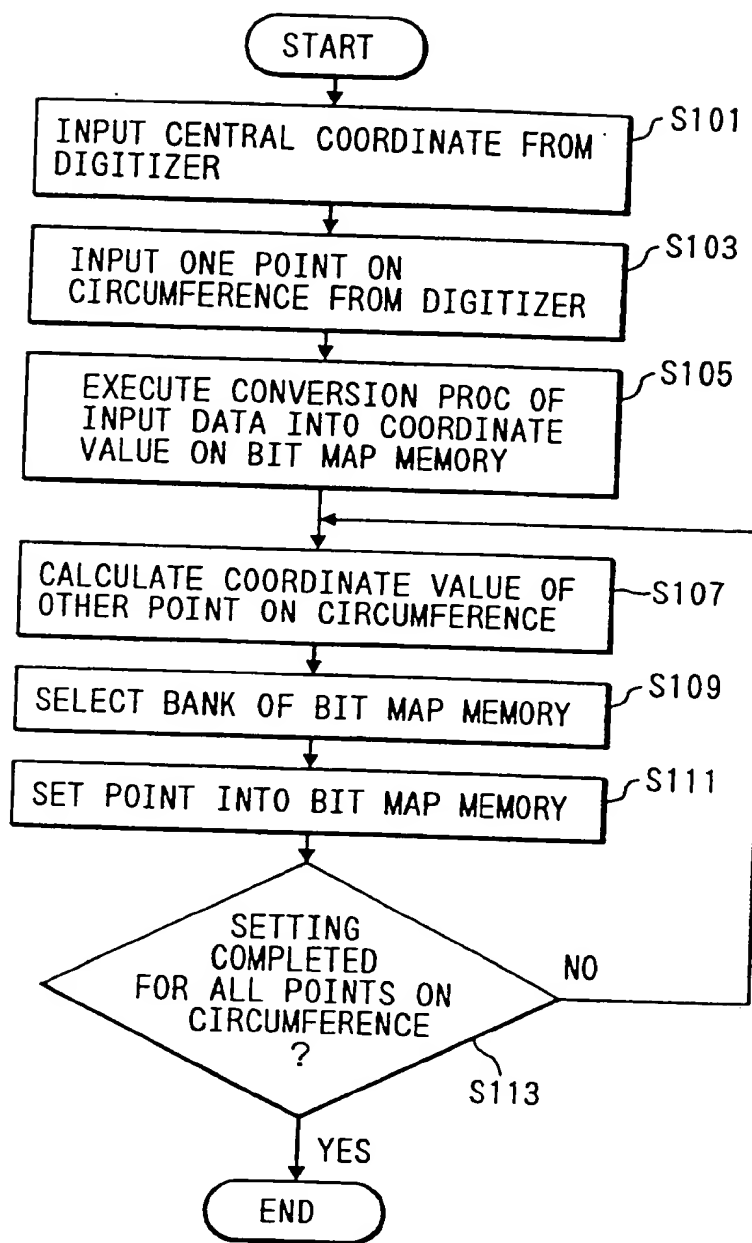 START
INPUT CENTRAL COORDINATE FROM
DIGITIZER
S101
INPUT ONE POINT ON
CIRCUMFERENCE FROM DIGITIZER
S103
EXECUTE CONVERSION PROC OF
INPUT DATA INTO COORDINATE
VALUE ON BIT MAP MEMORY
S105
CALCULATE COORDINATE VALUE OF
OTHER POINT ON CIRCUMFERENCE
S107
SELECT BANK OF BIT MAP MEMORY
S109
SET POINT INTO BIT MAP MEMORY
S111
SETTING
COMPLETED
FOR ALL POINTS ON
CIRCUMFERENCE
?
NO
S113
YES
END